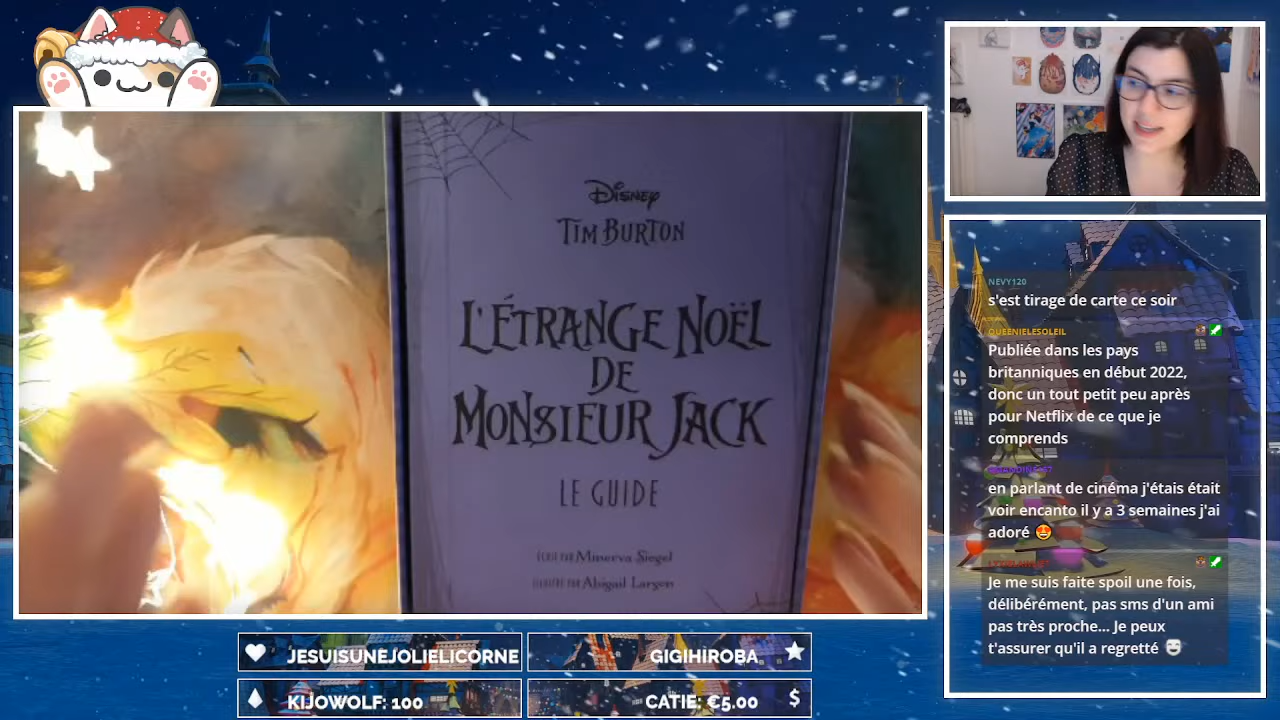 DISNEY
TIM BURTON
L'ÉTRANGE NOËL
DE
MONSIEUR JACK
LE GUIDE
ÉCRIT PAR MINERVA SIEGEL
ILLUSTRÉ PAR ABIGAIL LARSON
NEVY120
s'est tirage de carte ce soir
QUEENIELESOLEIL
Publiée dans les pays
britanniques en début 2022,
donc un tout petit peu après
pour Netflix de ce que je
comprends
en parlant de cinéma j'étais était
voir encanto il y a 3 semaines j'ai
adoré 😍
Je me suis faite spoil une fois,
délibérément, pas sms d'un ami
pas très proche... Je peux
t'assurer qu'il a regretté
JESUISUNEJOLIELICORNE
GIGIHIROBA
KIJOWOLF: 100
CATIE: €5.00 $